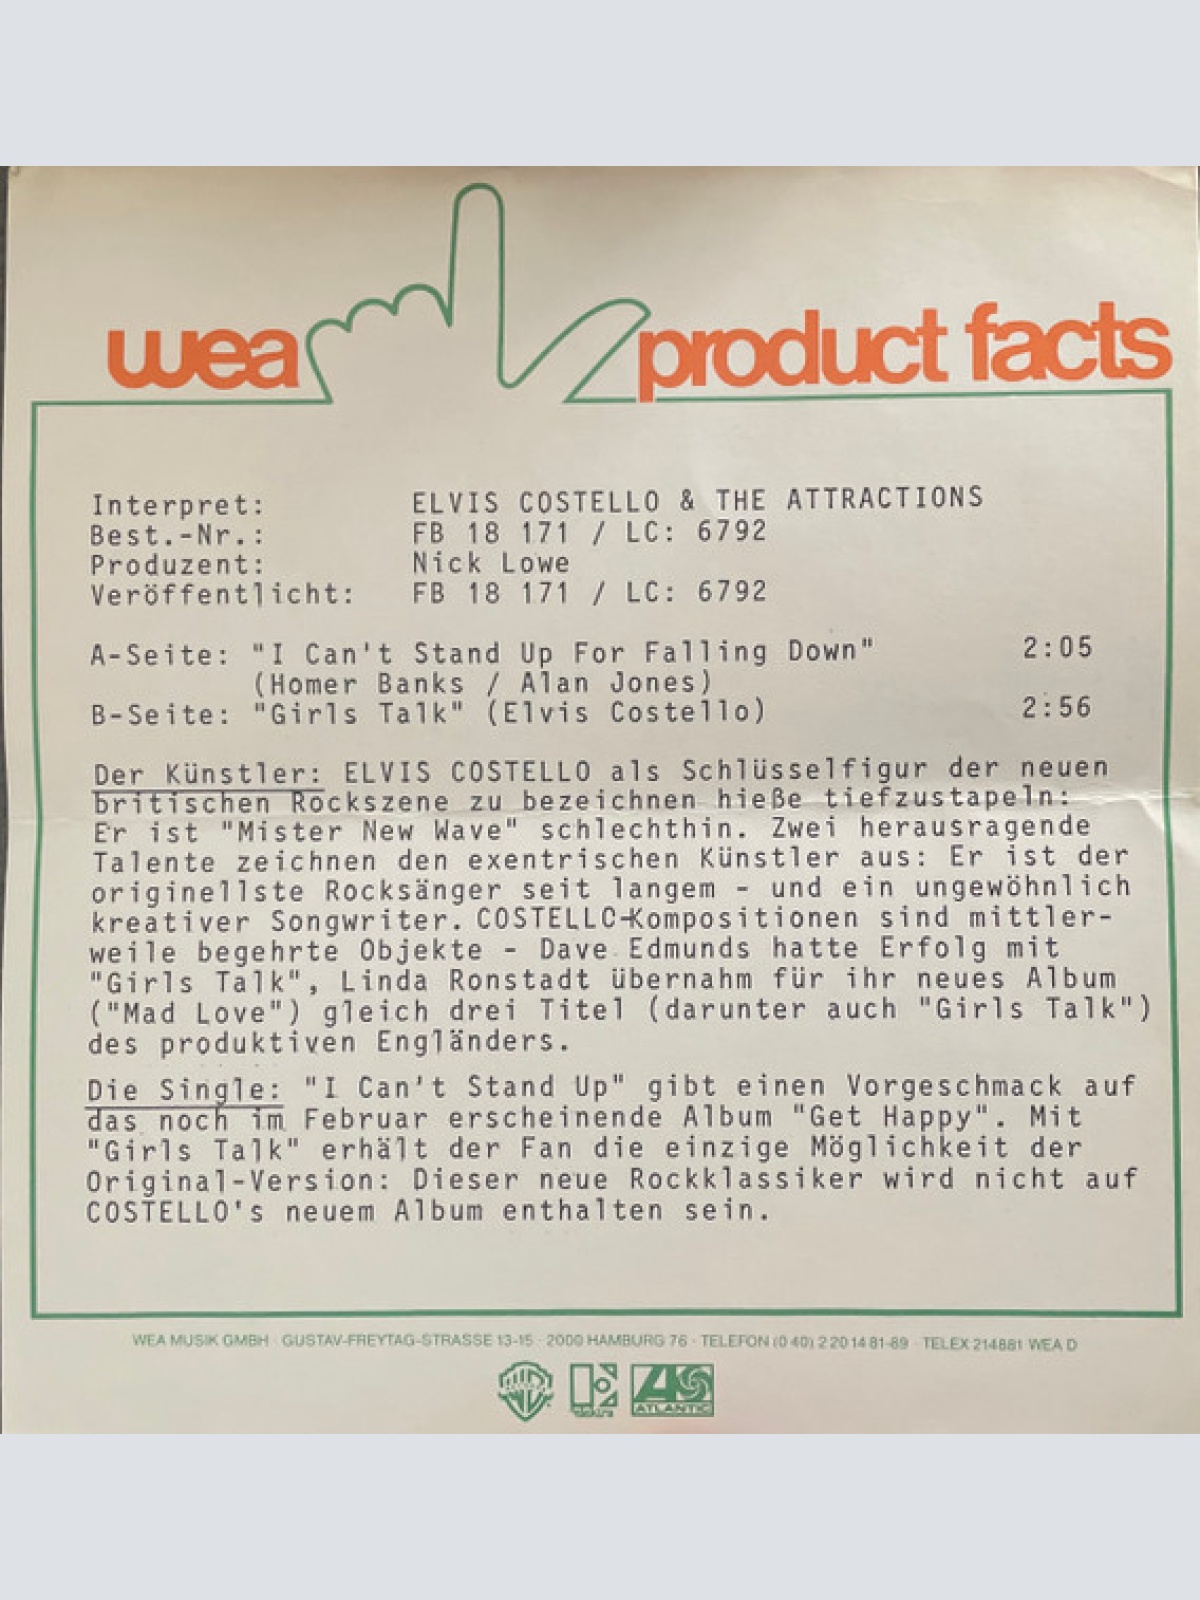 wea product facts
Interpret: ELVIS COSTELLO & THE ATTRACTIONS
Best.-Nr.: FB 18 171 / LC: 6792
Produzent: Nick Lowe
Veröffentlicht: FB 18 171 / LC: 6792
A-Seite: "I Can't Stand Up For Falling Down" 2:05
(Homer Banks / Alan Jones)
B-Seite: "Girls Talk" (Elvis Costello) 2:56
Der Künstler: ELVIS COSTELLO als Schlüsselfigur der neuen
britischen Rockszene zu bezeichnen hieße tiefzustapeln:
Er ist "Mister New Wave" schlechthin. Zwei herausragende
Talente zeichnen den exentrischen Künstler aus: Er ist der
originellste Rocksänger seit langem - und ein ungewöhnlich
kreativer Songwriter. COSTELLO-Kompositionen sind mittler-
weile begehrte Objekte - Dave Edmunds hatte Erfolg mit
"Girls Talk", Linda Ronstadt übernahm für ihr neues Album
("Mad Love") gleich drei Titel (darunter auch "Girls Talk")
des produktiven Engländers.
Die Single: "I Can't Stand Up" gibt einen Vorgeschmack auf
das noch im Februar erscheinende Album "Get Happy". Mit
"Girls Talk" erhält der Fan die einzige Möglichkeit der
Original-Version: Dieser neue Rockklassiker wird nicht auf
COSTELLO's neuem Album enthalten sein.
WEA MUSIK GMBH · GUSTAV-FREYTAG-STRASSE 13-15 · 2000 HAMBURG 76 · TELEFON (0 40) 2 20 14 81-89 · TELEX 214881 WEA D
elektra ATLANTIC